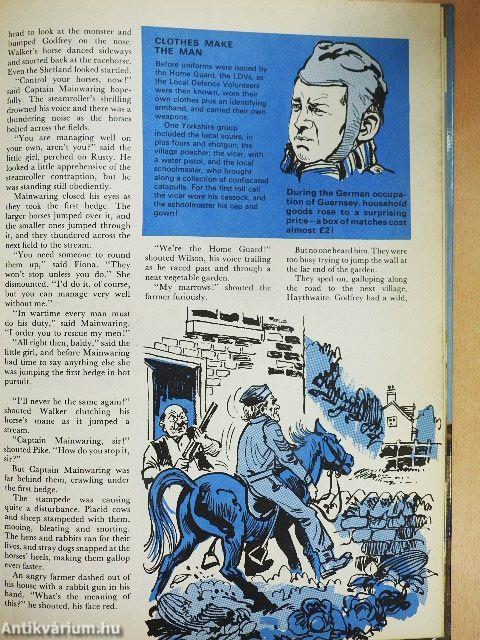 head to look at the monster and
bumped Godfrey on the nose.
Walker's horse danced sideways
and snorted back at the racehorse.
Even the Shetland looked startled.
"Control your horses, now!"
said Captain Mainwaring hope-
fully. The steamroller's shrilling
drowned his voice and there was a
thundering noise as the horses
bolted across the fields.
"You are managing well on
your own, aren't you?" said the
little girl, perched on Rusty. He
looked a little apprehensive of the
steamroller contraption, but he
was standing still obediently.
Mainwaring closed his eyes as
they took the first hedge. The
larger horses jumped over it, and
the smaller ones jumped through
it, and they thundered across the
next field to the stream.
"You need someone to round
them up," said Fiona. "They
won't stop unless you do." She
dismounted. "I'd do it, of course,
but you can manage very well
without me."
"In wartime every man must
do his duty," said Mainwaring.
"I order you to rescue my men!"
"All right then, baldy," said the
little girl, and before Mainwaring
had time to say anything else she
was jumping the first hedge in hot
pursuit.
"I'll never be the same again!"
shouted Walker clutching his
horse's mane as it jumped a
stream.
"Captain Mainwaring, sir!"
shouted Pike. "How do you stop it,
sir?"
But Captain Mainwaring was
far behind them, crawling under
the first hedge.
The stampede was causing
quite a disturbance. Placid cows
and sheep stampeded with them,
mooing, bleating and snorting.
The hens and rabbits ran for their
lives, and stray dogs snapped at the
horses' heels, making them gallop
even faster.
An angry farmer dashed out of
his house with a rabbit gun in his
hand. "What's the meaning of
this?" he shouted, his face red.
CLOTHES MAKE
THE MAN
Before uniforms were issued by
the Home Guard, the LDVs, as
the Local Defence Volunteers
were then known, wore their
own clothes plus an identifying
armband, and carried their own
weapons.
One Yorkshire group
included the local squire, in
plus fours and shotgun; the
village poacher; the vicar, with
a water pistol, and the local
schoolmaster, who brought
along a collection of confiscated
catapults. For the first roll call
the vicar wore his cassock, and
the schoolmaster his cap and
gown!
During the German occupa-
tion of Guernsey, household
goods rose to a surprising
price—a box of matches cost
almost £2!
"We're the Home Guard!"
shouted Wilson, his voice trailing
as he raced past and through a
neat vegetable garden.
"My marrows!" shouted the
farmer furiously.
But no one heard him. They were
too busy trying to jump the wall at
the far end of the garden.
They sped on, galloping along
the road to the next village,
Haythwaite. Godfrey had a wild,
Antikvárium.hu